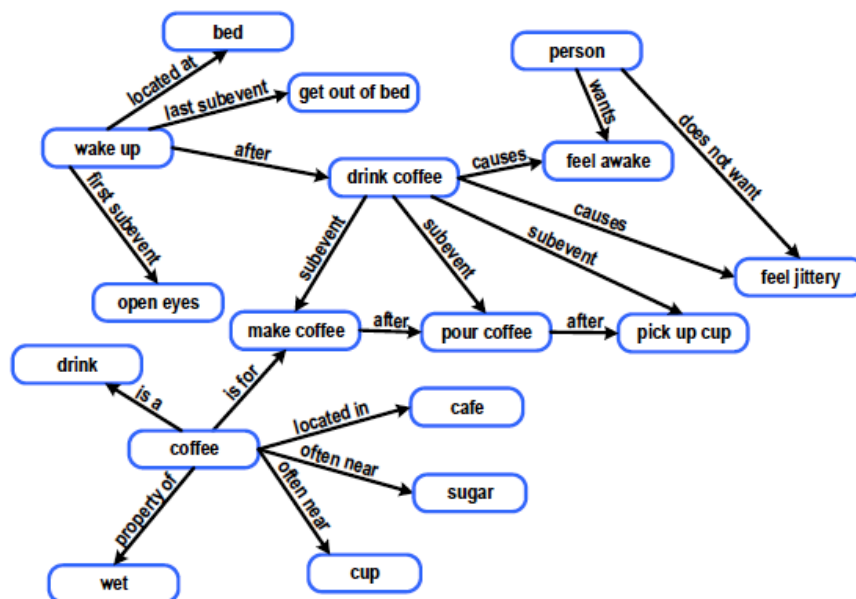 bed
person
located at
last subevent
get out of bed
wants
does not want
wake up
after
causes
feel awake
drink coffee
first subevent
causes
subevent
subevent
subevent
feel jittery
open eyes
make coffee
after
pour coffee
after
pick up cup
drink
is a
is for
located in
cafe
coffee
often near
sugar
property of
often near
wet
cup